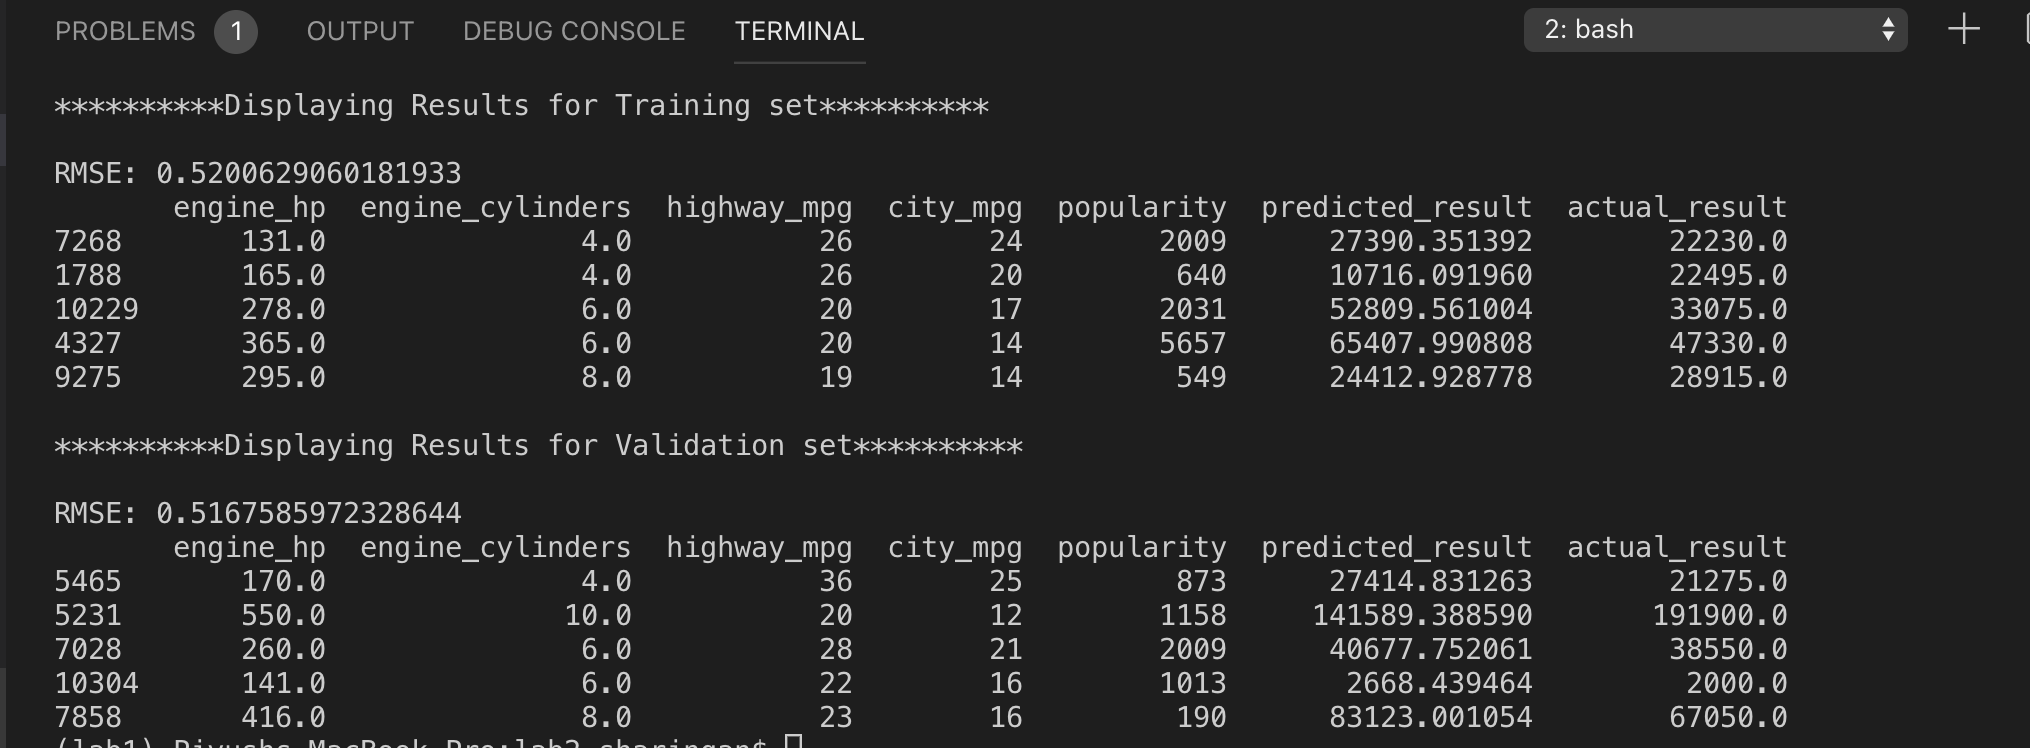 PROBLEMS 1 OUTPUT DEBUG CONSOLE TERMINAL 2: bash
**********Displaying Results for Training set**********
RMSE: 0.5200629060181933
engine_hp engine_cylinders highway_mpg city_mpg popularity predicted_result actual_result
7268 131.0 4.0 26 24 2009 27390.351392 22230.0
1788 165.0 4.0 26 20 640 10716.091960 22495.0
10229 278.0 6.0 20 17 2031 52809.561004 33075.0
4327 365.0 6.0 20 14 5657 65407.990808 47330.0
9275 295.0 8.0 19 14 549 24412.928778 28915.0
**********Displaying Results for Validation set**********
RMSE: 0.5167585972328644
engine_hp engine_cylinders highway_mpg city_mpg popularity predicted_result actual_result
5465 170.0 4.0 36 25 873 27414.831263 21275.0
5231 550.0 10.0 20 12 1158 141589.388590 191900.0
7028 260.0 6.0 28 21 2009 40677.752061 38550.0
10304 141.0 6.0 22 16 1013 2668.439464 2000.0
7858 416.0 8.0 23 16 190 83123.001054 67050.0
(lab1) Piyushs-MacBook-Pro:lab2 sharingan$